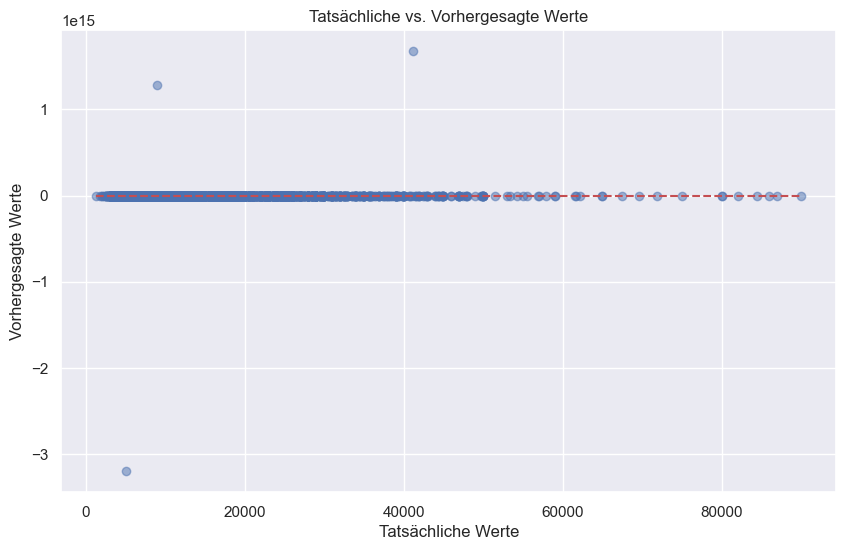 Tatsächliche vs. Vorhergesagte Werte
1e15
1
0
−1
−2
−3
Vorhergesagte Werte
0 20000 40000 60000 80000
Tatsächliche Werte